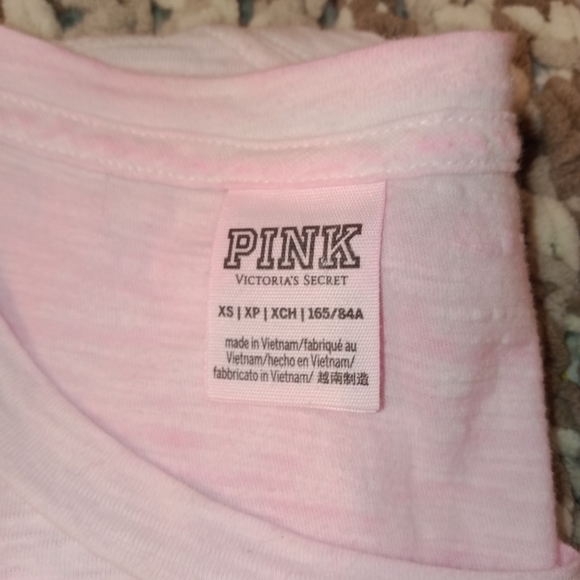 PINK
VICTORIA'S SECRET
XS | XP | XCH | 165/84A
made in Vietnam/fabriqué au
Vietnam/hecho en Vietnam/
fabbricato in Vietnam/ 越南制造